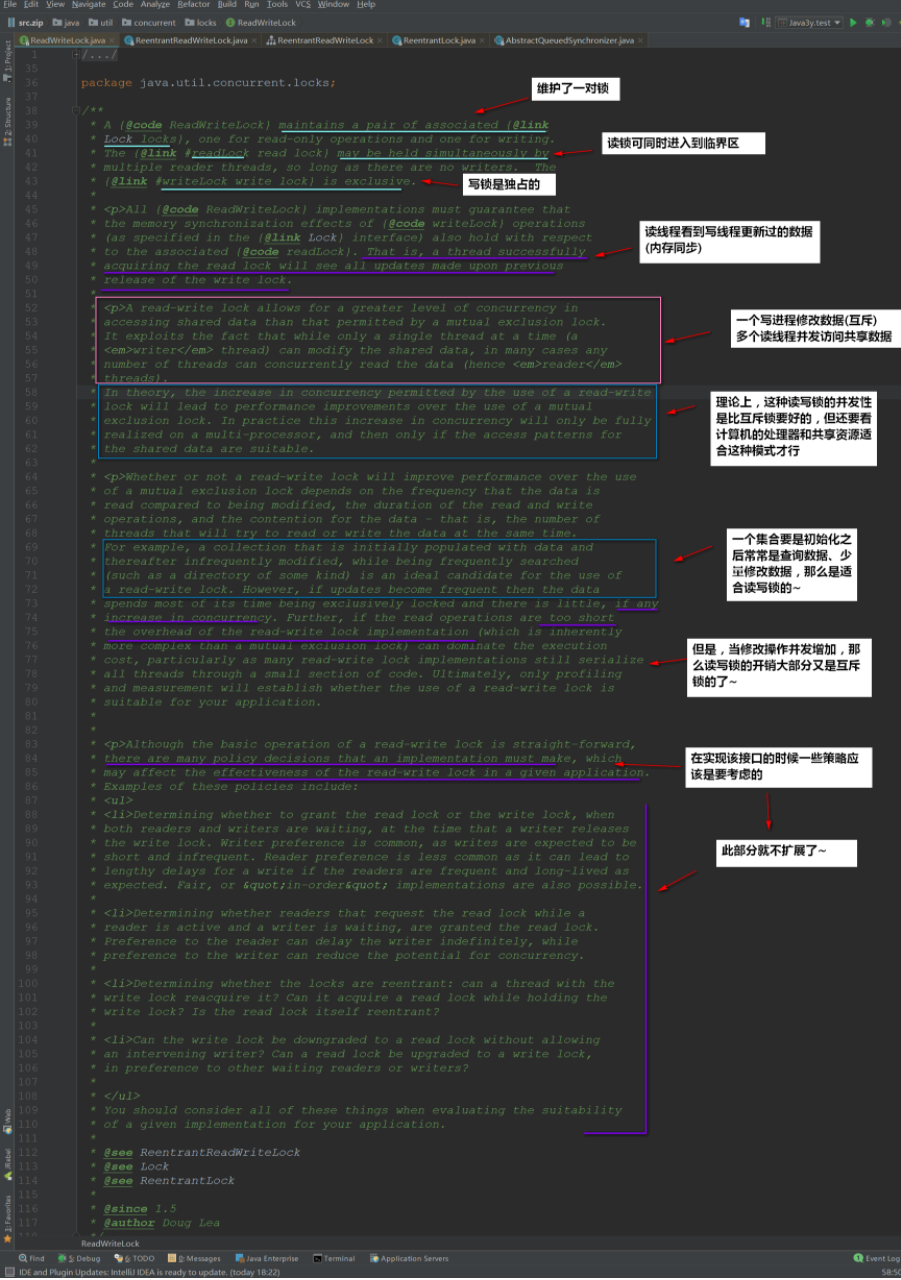 File Edit View Navigate Code Analyze Refactor Build Run Tools VCS Window Help
src.zip java util concurrent locks ReadWriteLock
Java3y.test
ReadWriteLock.java ReentrantReadWriteLock.java ReentrantReadWriteLock ReentrantLock.java AbstractQueuedSynchronizer.java
1 /.../
35
36 package java.util.concurrent.locks;
37
维护了一对锁
38 /**
39 * A {@code ReadWriteLock} maintains a pair of associated {@link
40 * Lock locks}, one for read-only operations and one for writing.
41 * The {@link #readLock read lock} may be held simultaneously by
读锁可同时进入到临界区
42 * multiple reader threads, so long as there are no writers. The
43 * {@link #writeLock write lock} is exclusive.
写锁是独占的
44 *
45 * <p>All {@code ReadWriteLock} implementations must guarantee that
46 * the memory synchronization effects of {@code writeLock} operations
47 * (as specified in the {@link Lock} interface) also hold with respect
48 * to the associated {@code readLock}. That is, a thread successfully
读线程看到写线程更新过的数据
(内存同步)
49 * acquiring the read lock will see all updates made upon previous
50 * release of the write lock.
51 *
52 * <p>A read-write lock allows for a greater level of concurrency in
53 * accessing shared data than that permitted by a mutual exclusion lock.
54 * It exploits the fact that while only a single thread at a time (a
55 * <em>writer</em> thread) can modify the shared data, in many cases any
56 * number of threads can concurrently read the data (hence <em>reader</em>
57 * threads).
一个写进程修改数据(互斥)
多个读线程并发访问共享数据
58 * In theory, the increase in concurrency permitted by the use of a read-write
59 * lock will lead to performance improvements over the use of a mutual
60 * exclusion lock. In practice this increase in concurrency will only be fully
61 * realized on a multi-processor, and then only if the access patterns for
62 * the shared data are suitable.
理论上，这种读写锁的并发性
是比互斥锁要好的，但还要看
计算机的处理器和共享资源适
合这种模式才行
63 *
64 * <p>Whether or not a read-write lock will improve performance over the use
65 * of a mutual exclusion lock depends on the frequency that the data is
66 * read compared to being modified, the duration of the read and write
67 * operations, and the contention for the data - that is, the number of
68 * threads that will try to read or write the data at the same time.
69 * For example, a collection that is initially populated with data and
70 * thereafter infrequently modified, while being frequently searched
71 * (such as a directory of some kind) is an ideal candidate for the use of
72 * a read-write lock. However, if updates become frequent then the data
一个集合要是初始化之
后常常是查询数据、少
量修改数据，那么是适
合读写锁的~
73 * spends most of its time being exclusively locked and there is little, if any
74 * increase in concurrency. Further, if the read operations are too short
75 * the overhead of the read-write lock implementation (which is inherently
76 * more complex than a mutual exclusion lock) can dominate the execution
77 * cost, particularly as many read-write lock implementations still serialize
78 * all threads through a small section of code. Ultimately, only profiling
79 * and measurement will establish whether the use of a read-write lock is
80 * suitable for your application.
但是，当修改操作并发增加，那
么读写锁的开销大部分又是互斥
锁的了~
81 *
82 *
83 * <p>Although the basic operation of a read-write lock is straight-forward,
84 * there are many policy decisions that an implementation must make, which
85 * may affect the effectiveness of the read-write lock in a given application.
在实现该接口的时候一些策略应
该是要考虑的
86 * Examples of these policies include:
87 * <ul>
88 * <li>Determining whether to grant the read lock or the write lock, when
89 * both readers and writers are waiting, at the time that a writer releases
90 * the write lock. Writer preference is common, as writes are expected to be
91 * short and infrequent. Reader preference is less common as it can lead to
92 * lengthy delays for a write if the readers are frequent and long-lived as
93 * expected. Fair, or &quot;in-order&quot; implementations are also possible.
此部分就不扩展了~
94 *
95 * <li>Determining whether readers that request the read lock while a
96 * reader is active and a writer is waiting, are granted the read lock.
97 * Preference to the reader can delay the writer indefinitely, while
98 * preference to the writer can reduce the potential for concurrency.
99 *
100 * <li>Determining whether the locks are reentrant: can a thread with the
101 * write lock reacquire it? Can it acquire a read lock while holding the
102 * write lock? Is the read lock itself reentrant?
103 *
104 * <li>Can the write lock be downgraded to a read lock without allowing
105 * an intervening writer? Can a read lock be upgraded to a write lock,
106 * in preference to other waiting readers or writers?
107 *
108 * </ul>
109 * You should consider all of these things when evaluating the suitability
110 * of a given implementation for your application.
111 *
112 * @see ReentrantReadWriteLock
113 * @see Lock
114 * @see ReentrantLock
115 *
116 * @since 1.5
117 * @author Doug Lea
1: Project
7: Structure
Web
JRebel
2: Favorites
ReadWriteLock
Find 5: Debug 6: TODO 0: Messages Java Enterprise Terminal Application Servers Event Log
IDE and Plugin Updates: IntelliJ IDEA is ready to update. (today 18:22) 58:50